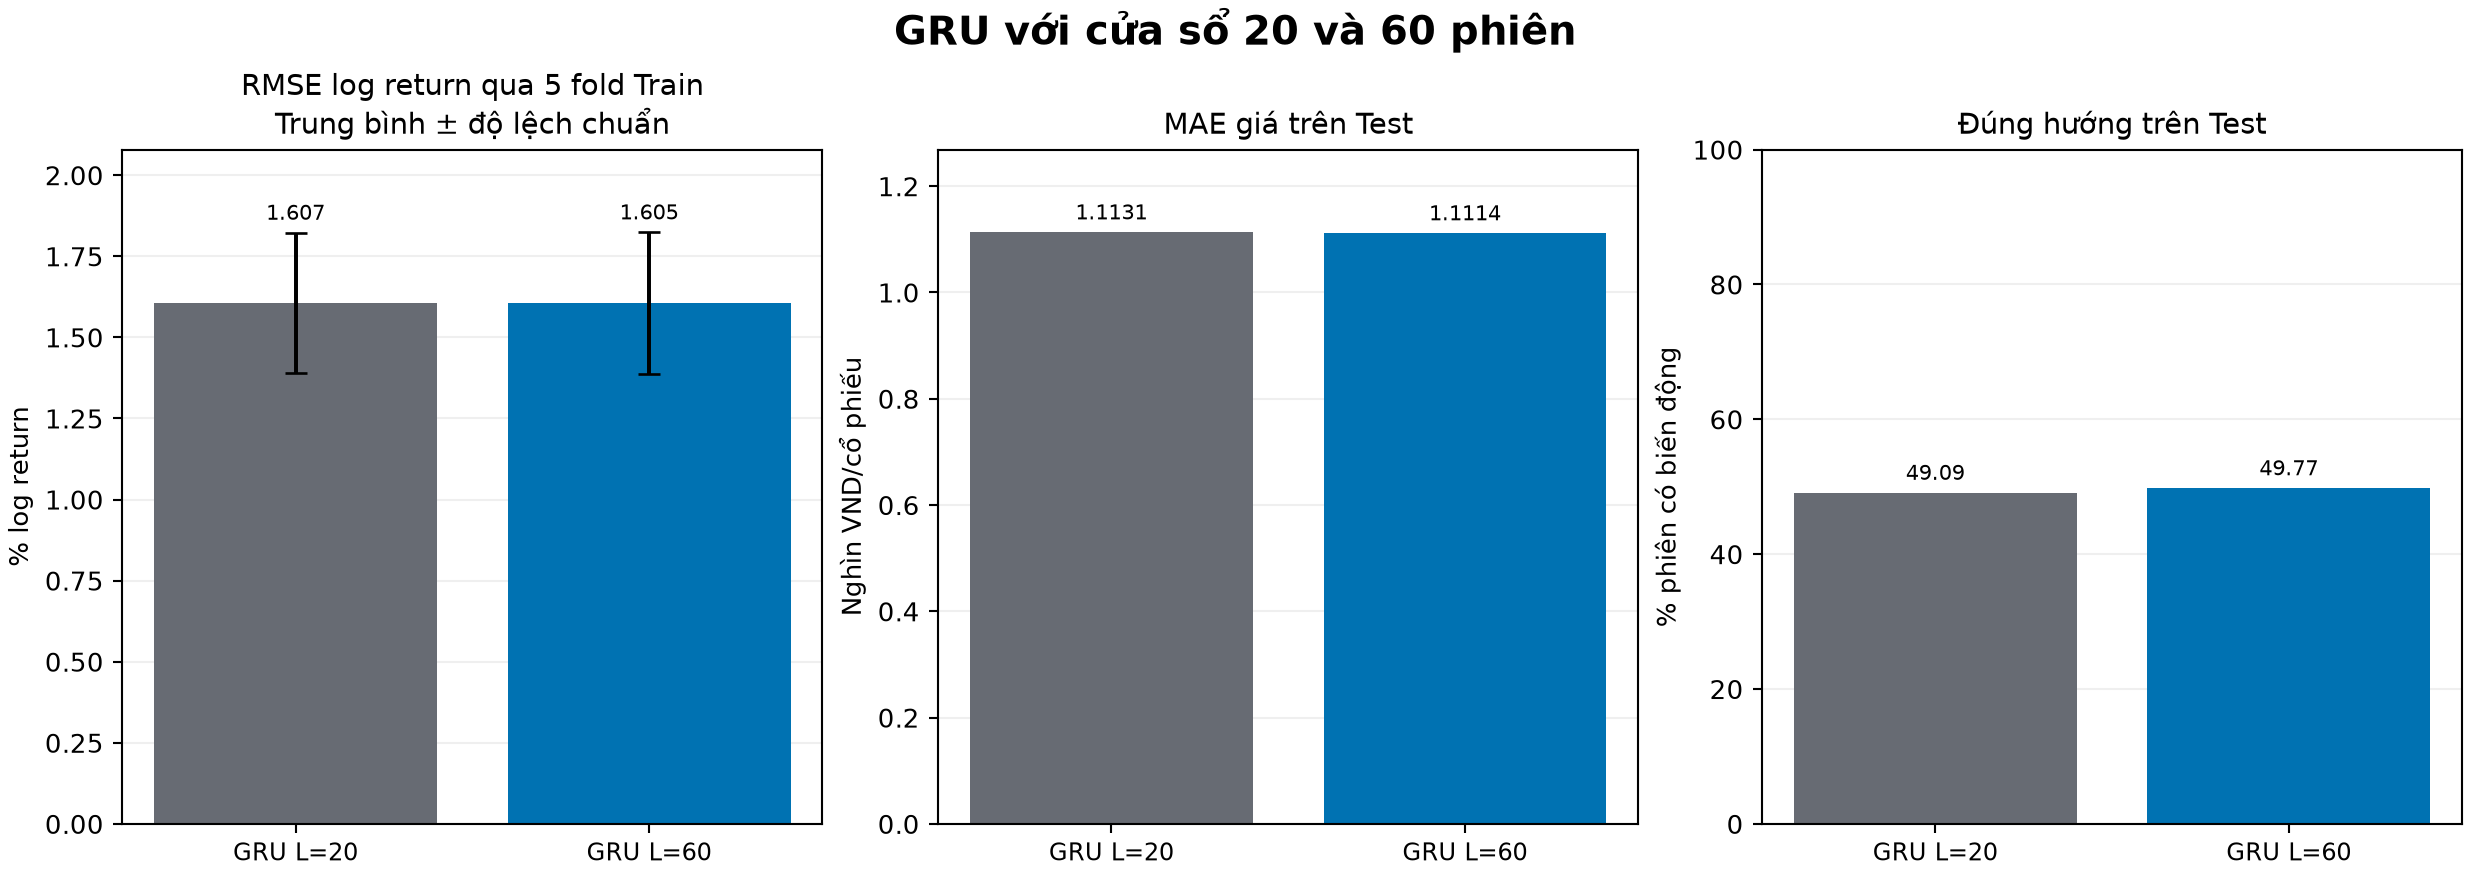 GRU với cửa sổ 20 và 60 phiên
RMSE log return qua 5 fold Train
Trung bình ± độ lệch chuẩn
% log return
2.00
1.75
1.50
1.25
1.00
0.75
0.50
0.25
0.00
1.607
1.605
GRU L=20
GRU L=60
MAE giá trên Test
Nghìn VND/cổ phiếu
1.2
1.0
0.8
0.6
0.4
0.2
0.0
1.1131
1.1114
GRU L=20
GRU L=60
Đúng hướng trên Test
% phiên có biến động
100
80
60
40
20
0
49.09
49.77
GRU L=20
GRU L=60